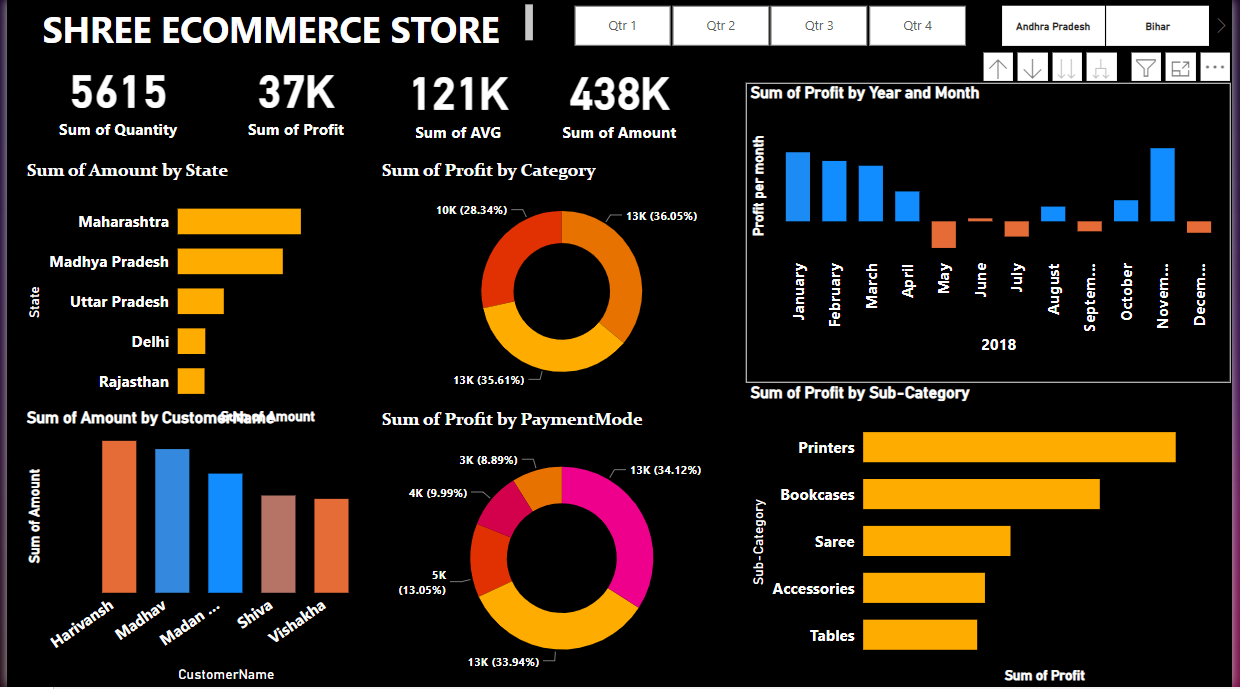 SHREE ECOMMERCE STORE
Qtr 1
Qtr 2
Qtr 3
Qtr 4
Andhra Pradesh
Bihar
5615
Sum of Quantity
37K
Sum of Profit
121K
Sum of AVG
438K
Sum of Amount
Sum of Amount by State
State
Maharashtra
Madhya Pradesh
Uttar Pradesh
Delhi
Rajasthan
Sum of Profit by Category
10K (28.34%)
13K (36.05%)
13K (35.61%)
Sum of Profit by Year and Month
Profit per month
January
February
March
April
May
June
July
August
Septem...
October
Novem...
Decem...
2018
Sum of Amount by CustomerName
Sum of Amount
Sum of Amount
Harivansh
Madhav
Madan ...
Shiva
Vishakha
CustomerName
Sum of Profit by PaymentMode
3K (8.89%)
13K (34.12%)
4K (9.99%)
5K
(13.05%)
13K (33.94%)
Sum of Profit by Sub-Category
Sub-Category
Printers
Bookcases
Saree
Accessories
Tables
Sum of Profit